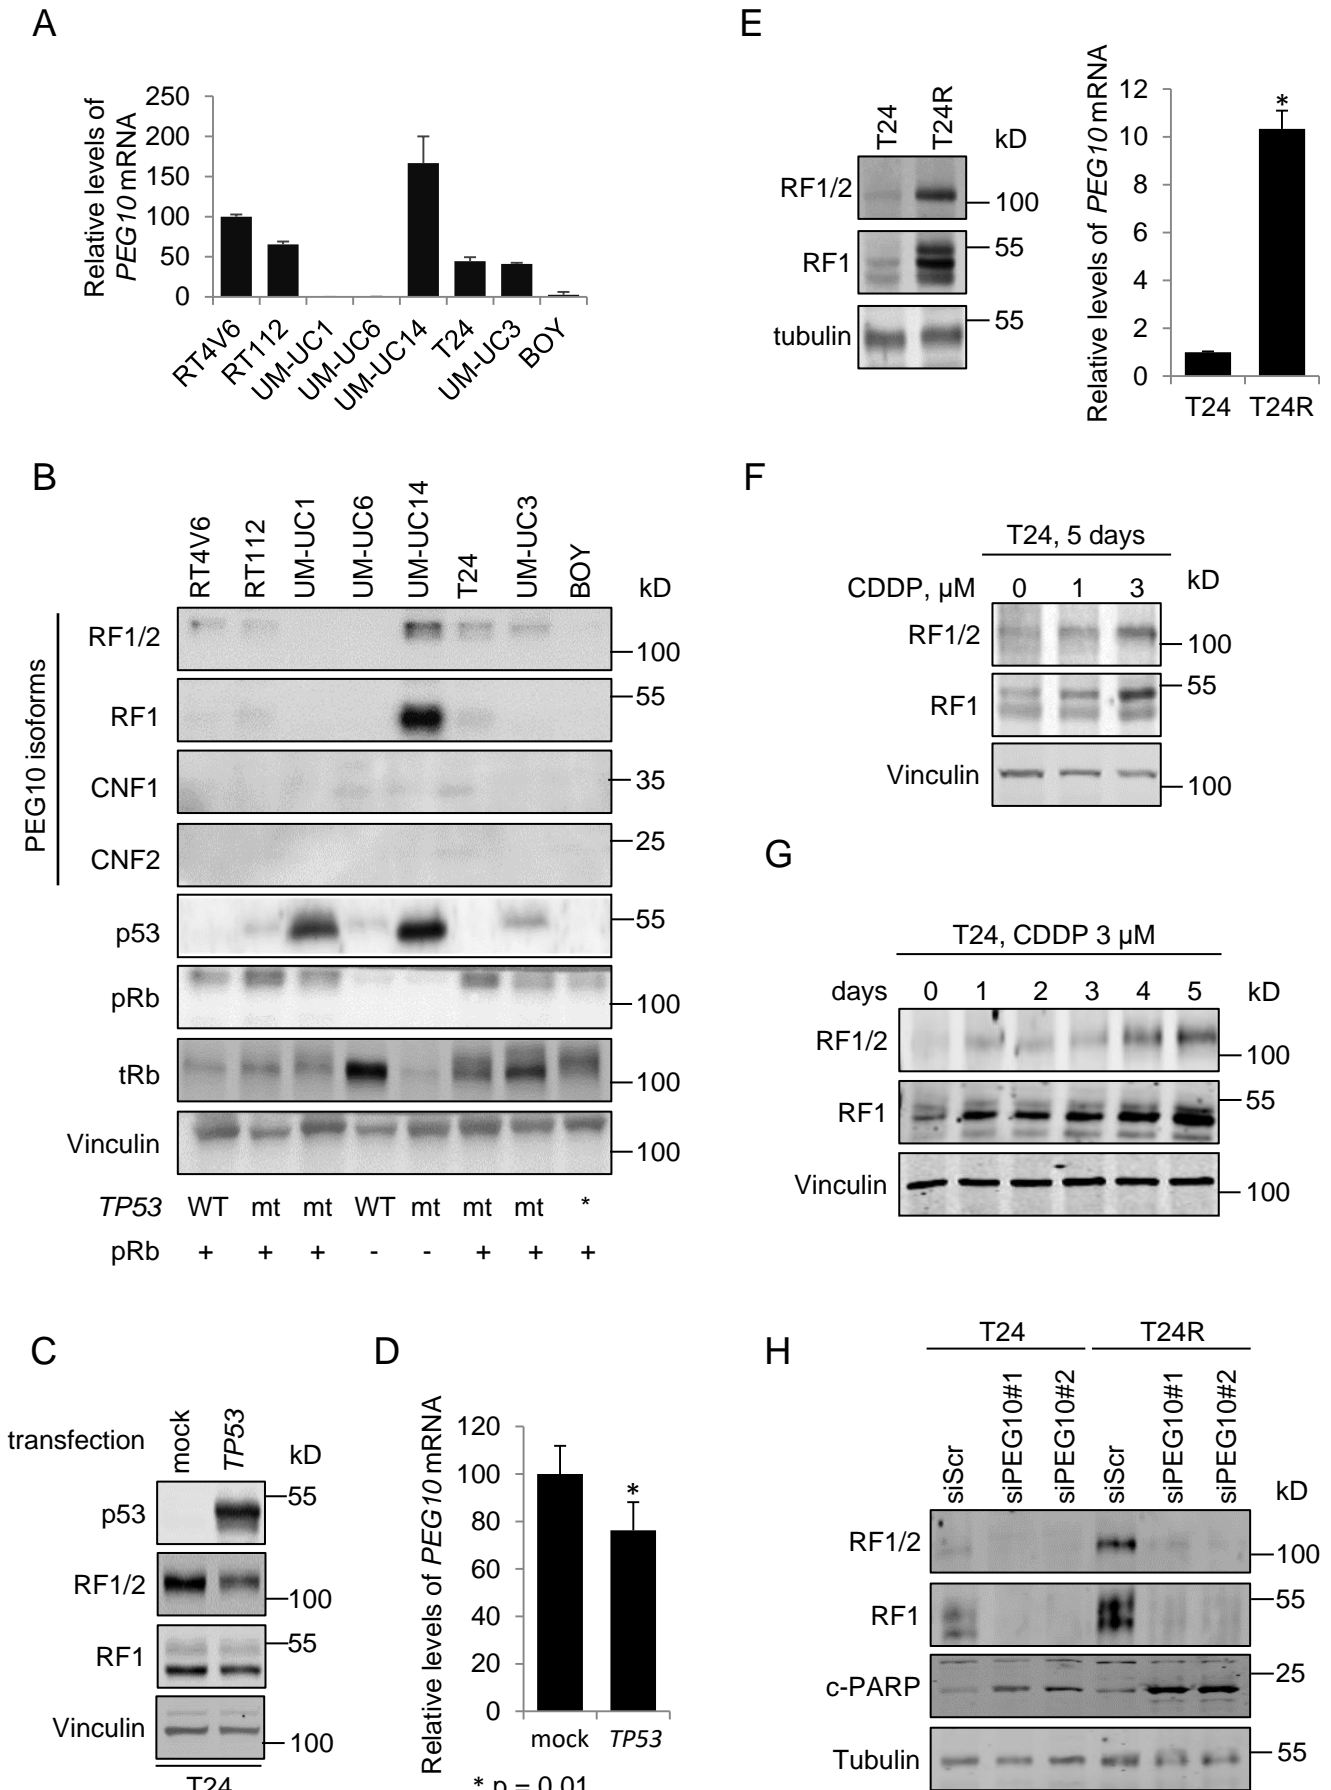 A
Relative levels of
PEG10 mRNA
250
200
150
100
50
0
RT4V6
RT112
UM-UC1
UM-UC6
UM-UC14
T24
UM-UC3
BOY
B
RT4V6
RT112
UM-UC1
UM-UC6
UM-UC14
T24
UM-UC3
BOY
kD
PEG10 isoforms
RF1/2
100
RF1
55
CNF1
35
CNF2
25
p53
55
pRb
100
tRb
100
Vinculin
100
TP53 WT mt mt WT mt mt mt *
pRb + + + - - + + +
C
transfection
mock
TP53
kD
p53
55
RF1/2
100
RF1
55
Vinculin
100
T24
D
Relative levels of PEG10 mRNA
120
100
80
60
40
20
0
*
mock TP53
* p = 0.01
E
T24
T24R
kD
RF1/2
100
RF1
55
tubulin
55
Relative levels of PEG10 mRNA
12
10
8
6
4
2
0
*
T24 T24R
F
T24, 5 days
CDDP, µM 0 1 3 kD
RF1/2
100
RF1
55
Vinculin
100
G
T24, CDDP 3 µM
days 0 1 2 3 4 5 kD
RF1/2
100
RF1
55
Vinculin
100
H
T24 T24R
siScr
siPEG10#1
siPEG10#2
siScr
siPEG10#1
siPEG10#2
kD
RF1/2
100
RF1
55
c-PARP
25
Tubulin
55